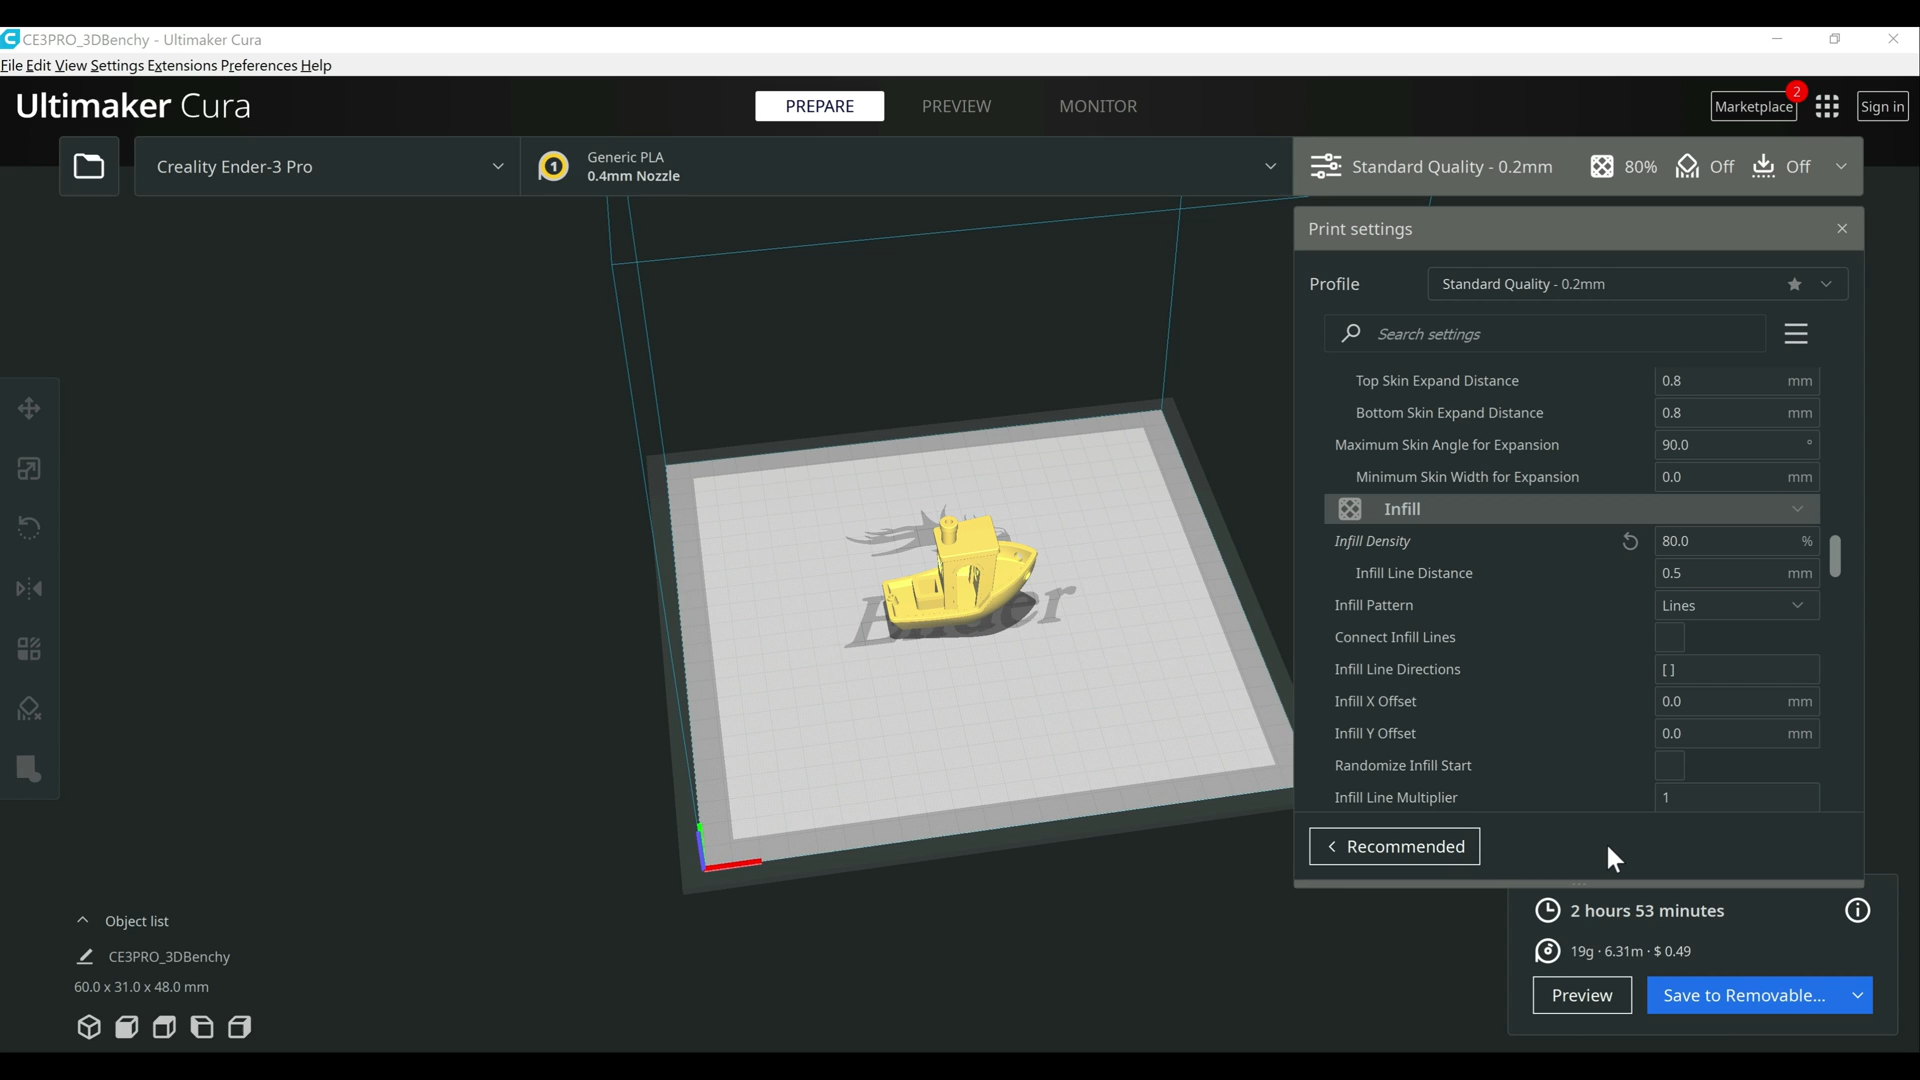 CE3PRO_3DBenchy - Ultimaker Cura
File Edit View Settings Extensions Preferences Help
Ultimaker Cura
PREPARE
PREVIEW
MONITOR
Marketplace
2
Sign in
Creality Ender-3 Pro
1
Generic PLA
0.4mm Nozzle
Standard Quality - 0.2mm
80%
Off
Off
Print settings
Profile
Standard Quality - 0.2mm
Search settings
Top Skin Expand Distance 0.8 mm
Bottom Skin Expand Distance 0.8 mm
Maximum Skin Angle for Expansion 90.0 °
Minimum Skin Width for Expansion 0.0 mm
Infill
Infill Density 80.0 %
Infill Line Distance 0.5 mm
Infill Pattern Lines
Connect Infill Lines
Infill Line Directions [ ]
Infill X Offset 0.0 mm
Infill Y Offset 0.0 mm
Randomize Infill Start
Infill Line Multiplier 1
Recommended
Ender
Object list
CE3PRO_3DBenchy
60.0 x 31.0 x 48.0 mm
2 hours 53 minutes
19g · 6.31m · $ 0.49
Preview
Save to Removable...